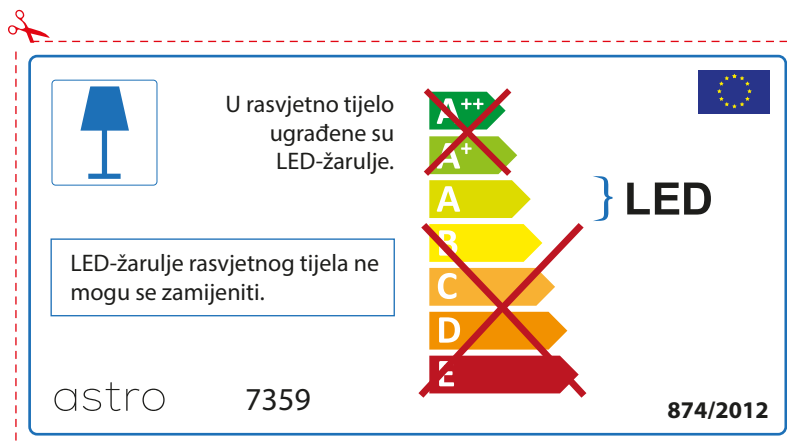 U rasvjetno tijelo
ugrađene su
LED-žarulje.
A++
A+
A
B
C
D
E
LED
LED-žarulje rasvjetnog tijela ne
mogu se zamijeniti.
astro
7359
874/2012